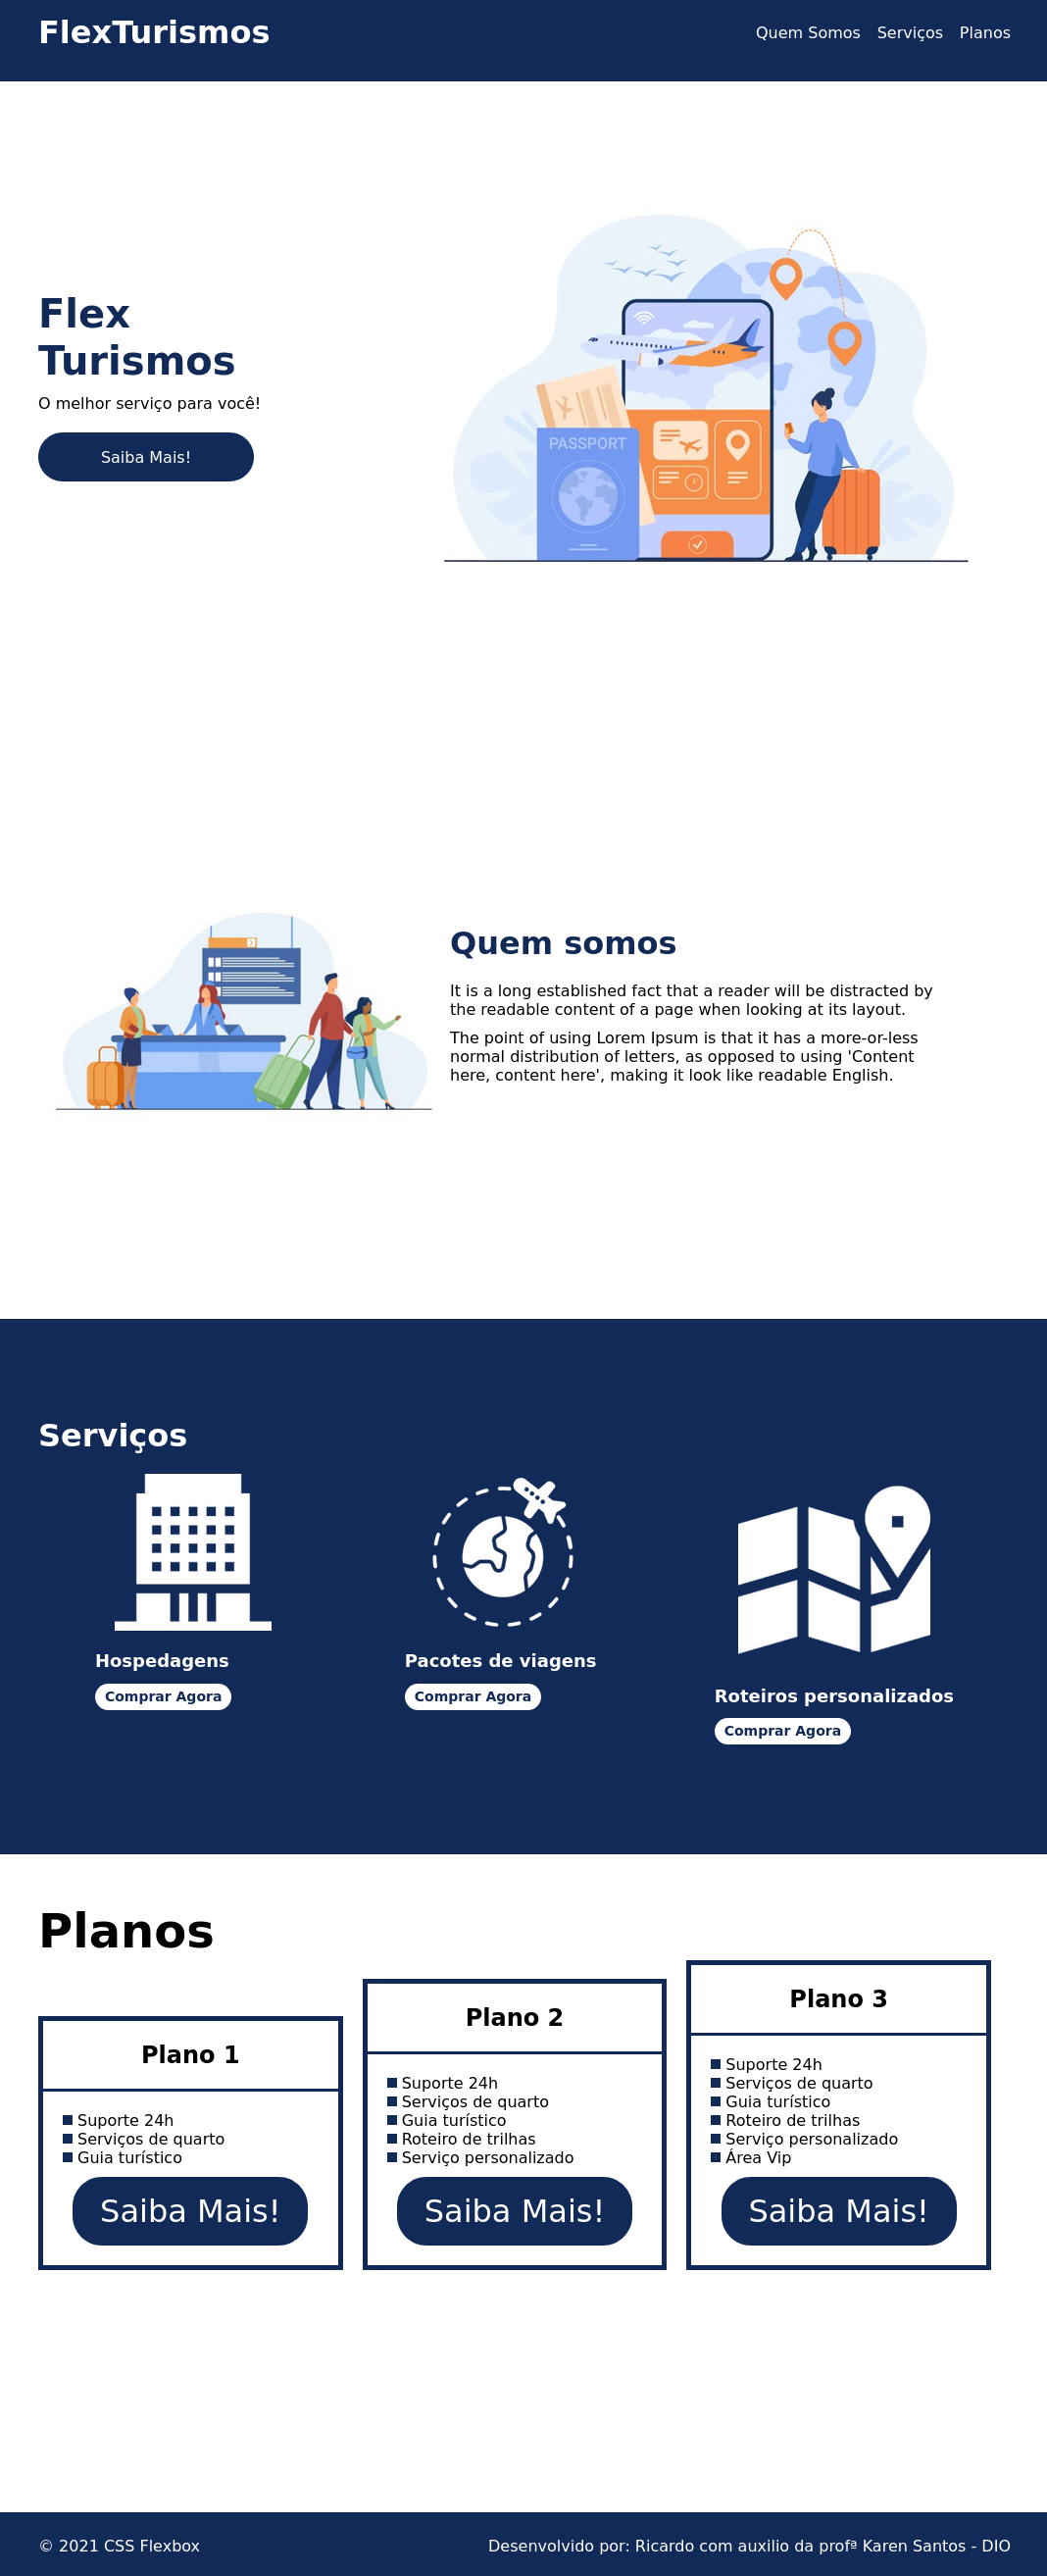 FlexTurismos
Quem Somos Serviços Planos
Flex
Turismos
O melhor serviço para você!
Saiba Mais!
PASSPORT
Quem somos
It is a long established fact that a reader will be distracted by
the readable content of a page when looking at its layout.
The point of using Lorem Ipsum is that it has a more-or-less
normal distribution of letters, as opposed to using 'Content
here, content here', making it look like readable English.
Serviços
Hospedagens
Comprar Agora
Pacotes de viagens
Comprar Agora
Roteiros personalizados
Comprar Agora
Planos
Plano 1
Suporte 24h
Serviços de quarto
Guia turístico
Saiba Mais!
Plano 2
Suporte 24h
Serviços de quarto
Guia turístico
Roteiro de trilhas
Serviço personalizado
Saiba Mais!
Plano 3
Suporte 24h
Serviços de quarto
Guia turístico
Roteiro de trilhas
Serviço personalizado
Área Vip
Saiba Mais!
© 2021 CSS Flexbox
Desenvolvido por: Ricardo com auxilio da profª Karen Santos - DIO